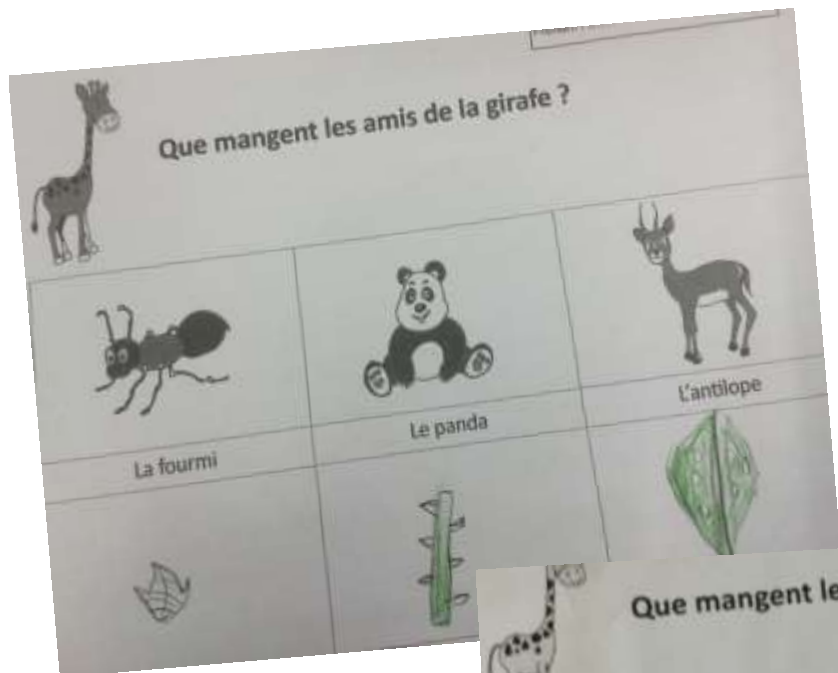 Que mangent les amis de la girafe ?
La fourmi
Le panda
L'antilope
Que mangent le